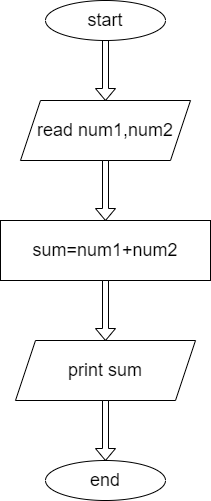 start
read num1,num2
sum=num1+num2
print sum
end